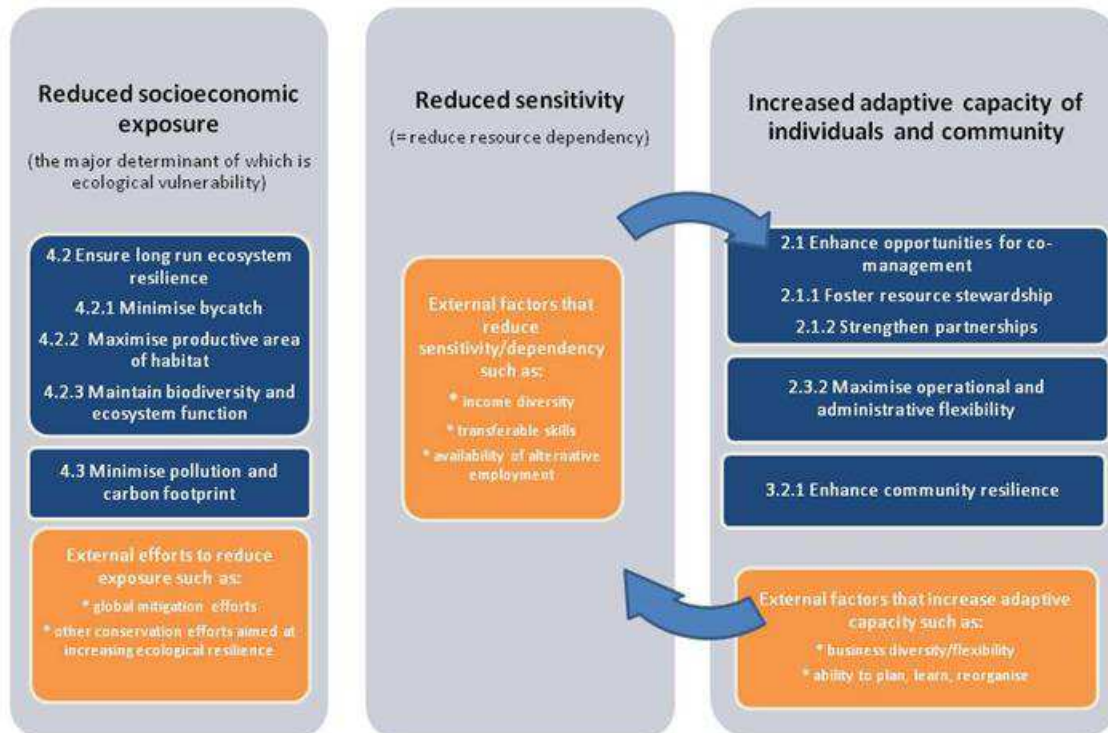 Reduced socioeconomic
exposure
(the major determinant of which is
ecological vulnerability)
4.2 Ensure long run ecosystem
resilience
4.2.1 Minimise bycatch
4.2.2 Maximise productive area
of habitat
4.2.3 Maintain biodiversity and
ecosystem function
4.3 Minimise pollution and
carbon footprint
External efforts to reduce
exposure such as:
* global mitigation efforts
* other conservation efforts aimed at
increasing ecological resilience
Reduced sensitivity
(= reduce resource dependency)
External factors that
reduce
sensitivity/dependency
such as:
* income diversity
* transferable skills
* availability of alternative
employment
Increased adaptive capacity of
individuals and community
2.1 Enhance opportunities for co-
management
2.1.1 Foster resource stewardship
2.1.2 Strengthen partnerships
2.3.2 Maximise operational and
administrative flexibility
3.2.1 Enhance community resilience
External factors that increase adaptive
capacity such as:
* business diversity/flexibility
* ability to plan, learn, reorganise